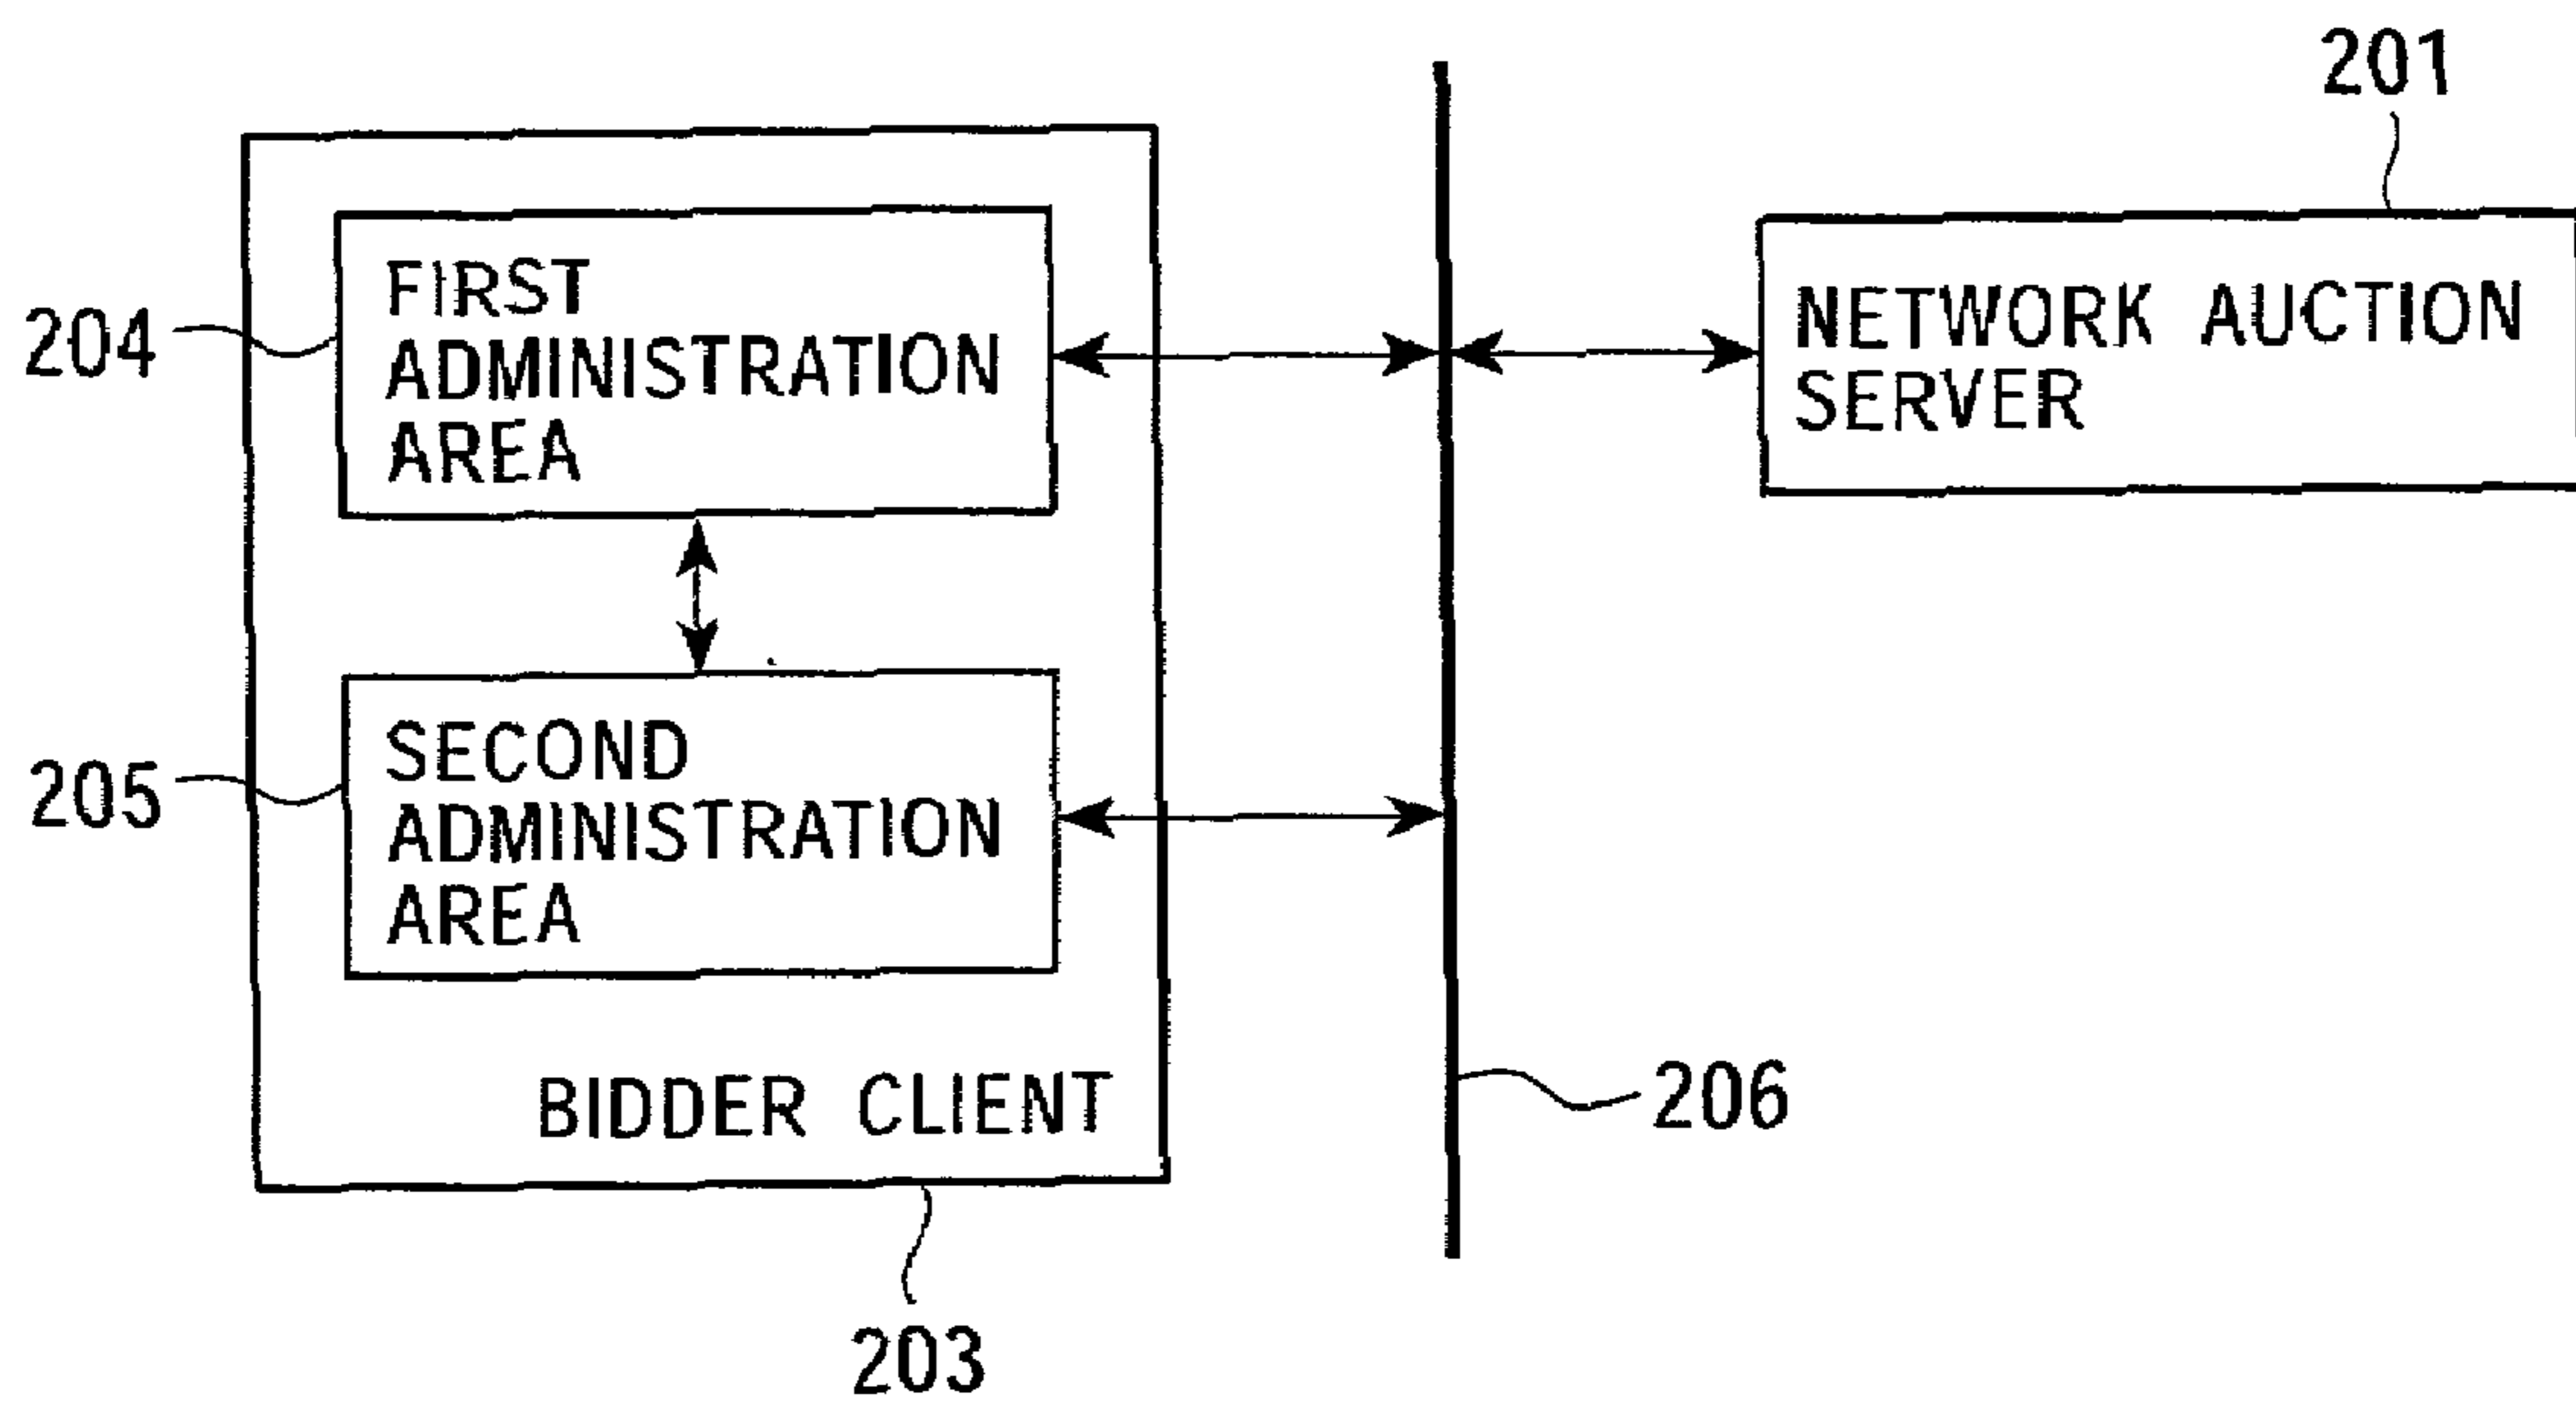 201
204
FIRST
ADMINISTRATION
AREA
NETWORK AUCTION
SERVER
205
SECOND
ADMINISTRATION
AREA
BIDDER CLIENT
206
203